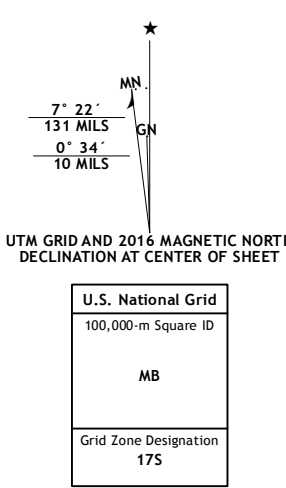 MN
7° 22´
131 MILS
GN
0° 34´
10 MILS
UTM GRID AND 2016 MAGNETIC NORTH
DECLINATION AT CENTER OF SHEET
U.S. National Grid
100,000-m Square ID
MB
Grid Zone Designation
17S